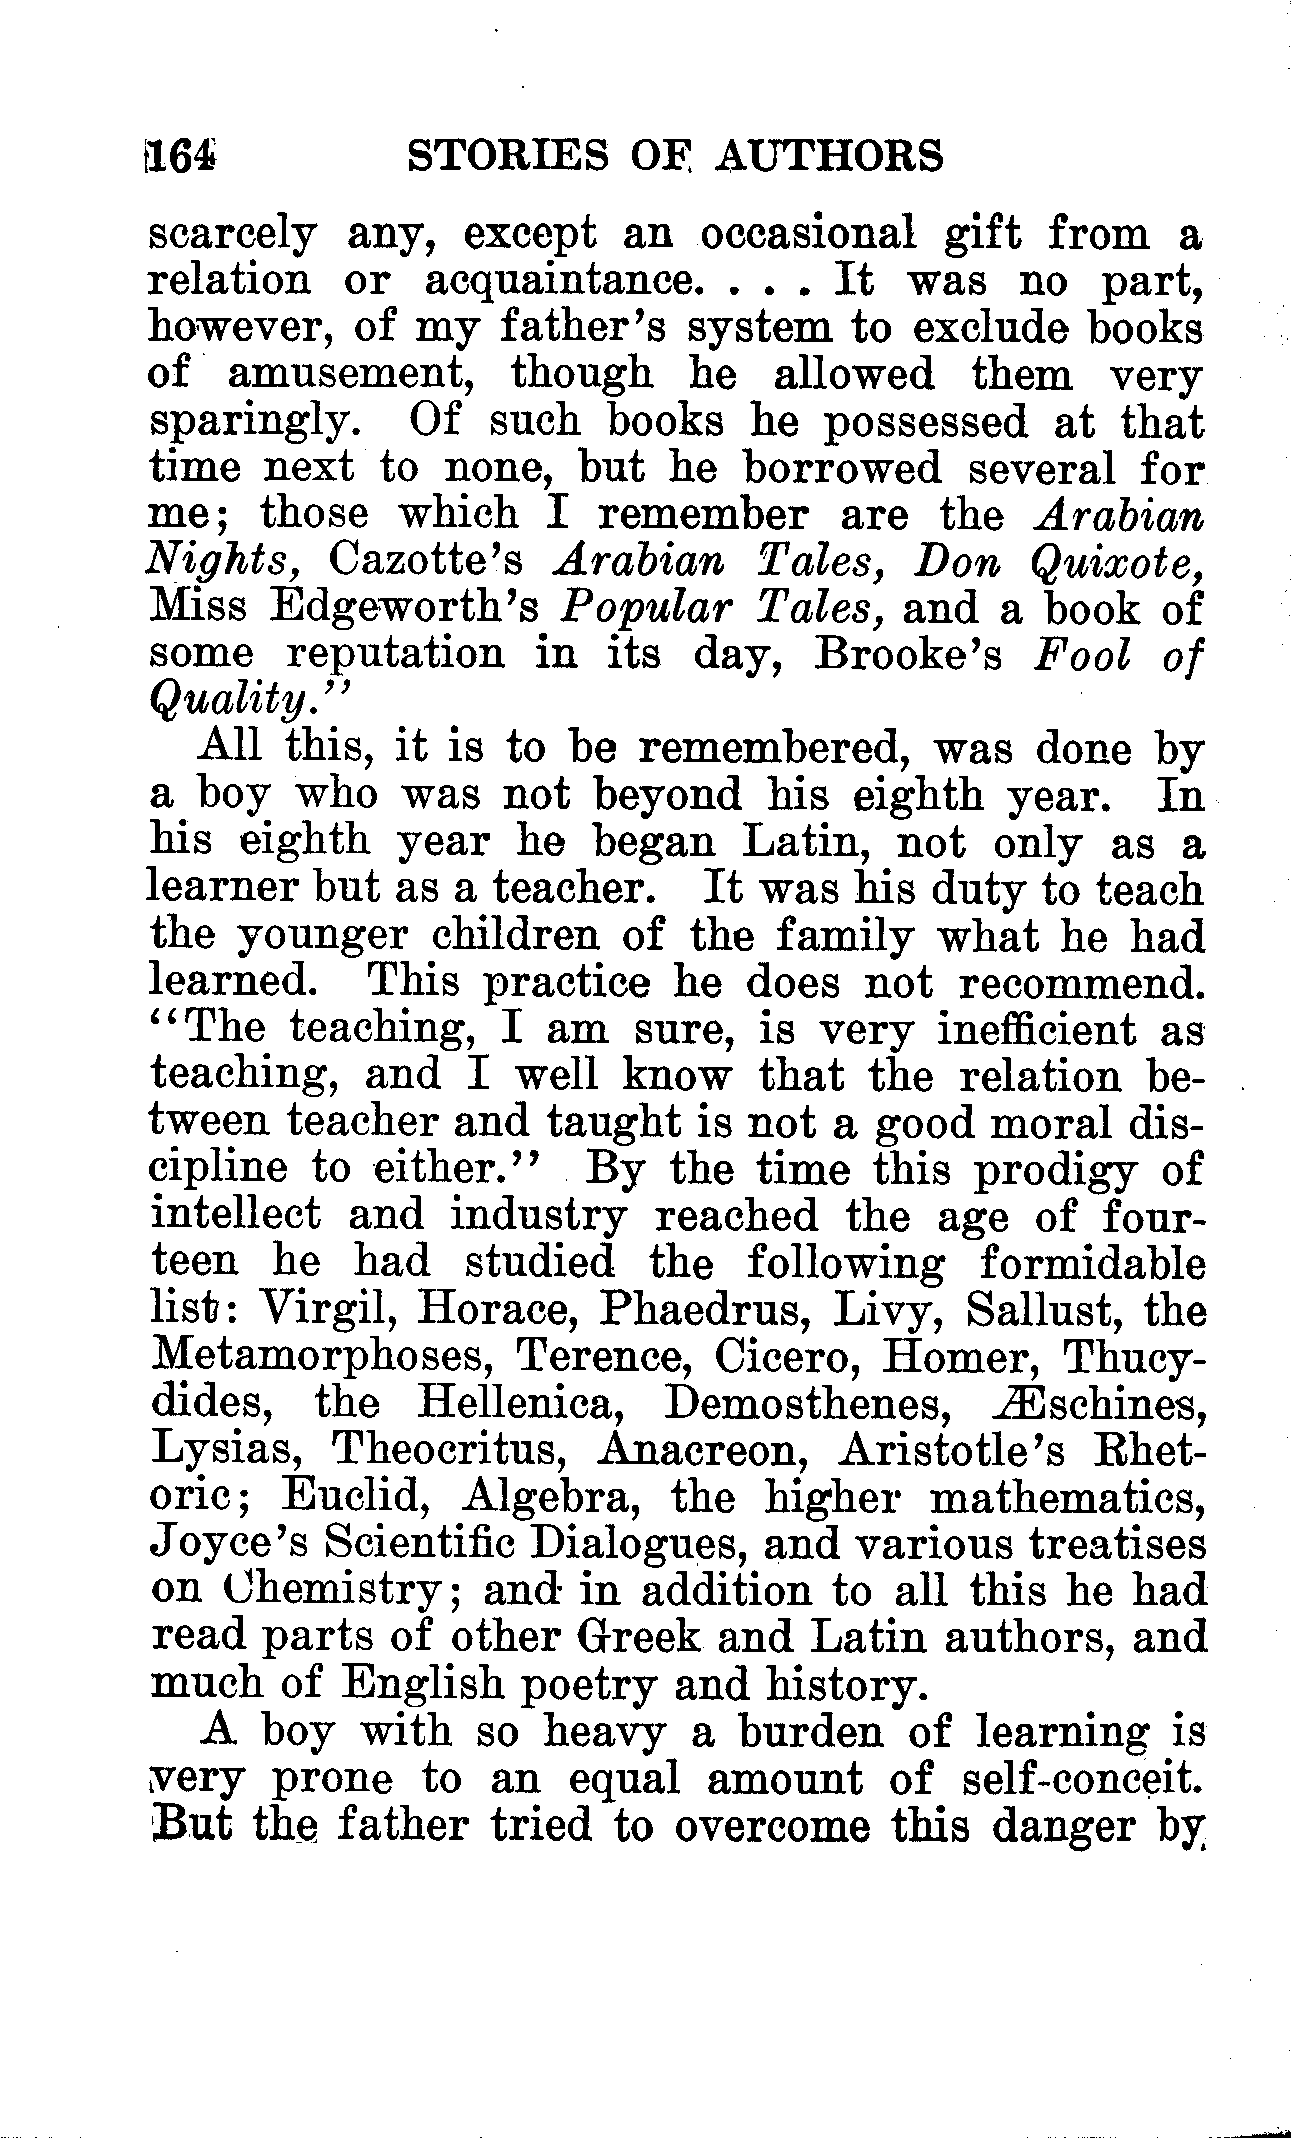 164 STORIES OF AUTHORS
scarcely any, except an occasional gift from a
relation or acquaintance. . . . It was no part,
however, of my father's system to exclude books
of amusement, though he allowed them very
sparingly. Of such books he possessed at that
time next to none, but he borrowed several for
me; those which I remember are the Arabian
Nights, Cazotte's Arabian Tales, Don Quixote,
Miss Edgeworth's Popular Tales, and a book of
some reputation in its day, Brooke's Fool of
Quality."
All this, it is to be remembered, was done by
a boy who was not beyond his eighth year. In
his eighth year he began Latin, not only as a
learner but as a teacher. It was his duty to teach
the younger children of the family what he had
learned. This practice he does not recommend.
"The teaching, I am sure, is very inefficient as
teaching, and I well know that the relation be-
tween teacher and taught is not a good moral dis-
cipline to either." By the time this prodigy of
intellect and industry reached the age of four-
teen he had studied the following formidable
list: Virgil, Horace, Phaedrus, Livy, Sallust, the
Metamorphoses, Terence, Cicero, Homer, Thucy-
dides, the Hellenica, Demosthenes, Æschines,
Lysias, Theocritus, Anacreon, Aristotle's Rhet-
oric; Euclid, Algebra, the higher mathematics,
Joyce's Scientific Dialogues, and various treatises
on Chemistry; and in addition to all this he had
read parts of other Greek and Latin authors, and
much of English poetry and history.
A boy with so heavy a burden of learning is
very prone to an equal amount of self-conceit.
But the father tried to overcome this danger by